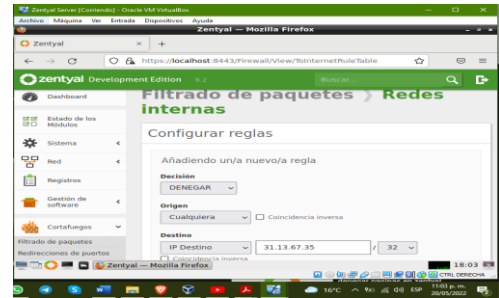 Zentyal Server [Corriendo] - Oracle VM VirtualBox
Archivo Máquina Ver Entrada Dispositivos Ayuda
Zentyal — Mozilla Firefox
Zentyal
https://localhost:8443/Firewall/View/ToInternetRuleTable
zentyal Development Edition 6.2
Buscar...
Dashboard
Filtrado de paquetes > Redes internas
Estado de los Módulos
Configurar reglas
Sistema
Red
Añadiendo un/a nuevo/a regla
Registros
Decisión
DENEGAR
Gestión de software
Origen
Cualquiera
Coincidencia inversa
Cortafuegos
Destino
Filtrado de paquetes
IP Destino 31.13.67.35 / 32
Redirecciones de puertos
Coincidencia inversa
Zentyal — Mozilla Firefox
18:03
CTRL DERECHA
16°C
ESP
11:03 p. m.
20/05/2022